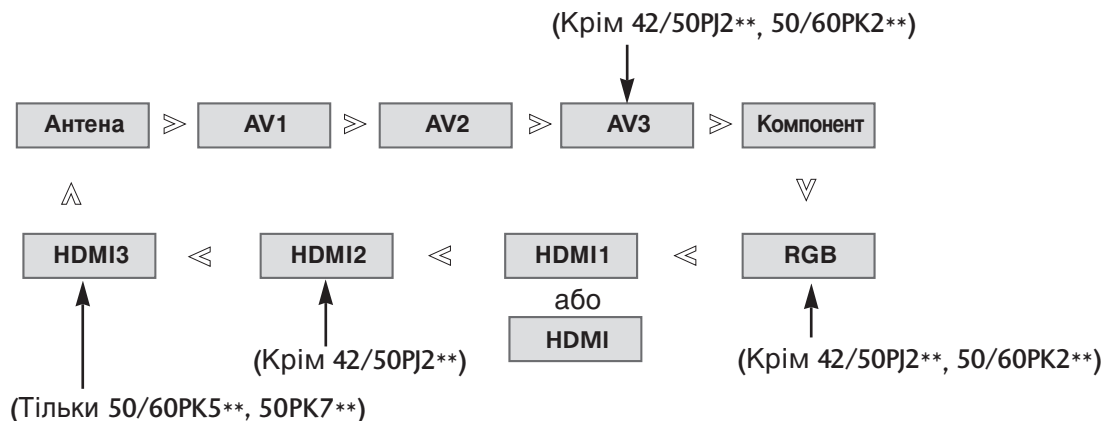 (Крім 42/50PJ2**, 50/60PK2**)
Антена
AV1
AV2
AV3
Компонент
HDMI3
HDMI2
HDMI1
RGB
або
HDMI
(Крім 42/50PJ2**)
(Крім 42/50PJ2**, 50/60PK2**)
(Тільки 50/60PK5**, 50PK7**)